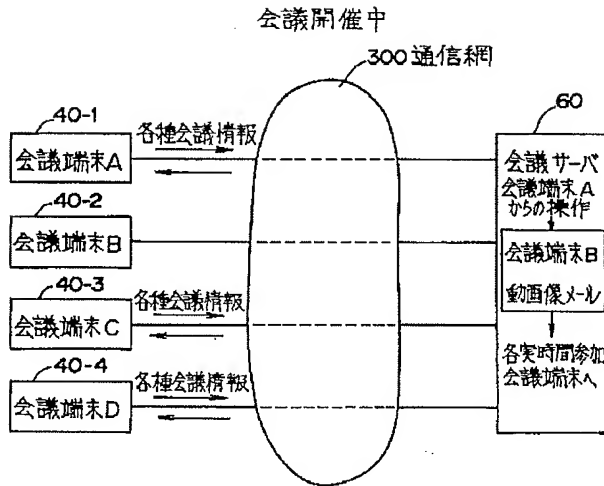 会議開催中
300通信網
40-1
会議端末A
各種会議情報
60
会議サーバ
会議端末A
からの操作
40-2
会議端末B
会議端末B
動画像メール
40-3
会議端末C
各種会議情報
各実時間参加
会議端末へ
40-4
会議端末D
各種会議情報